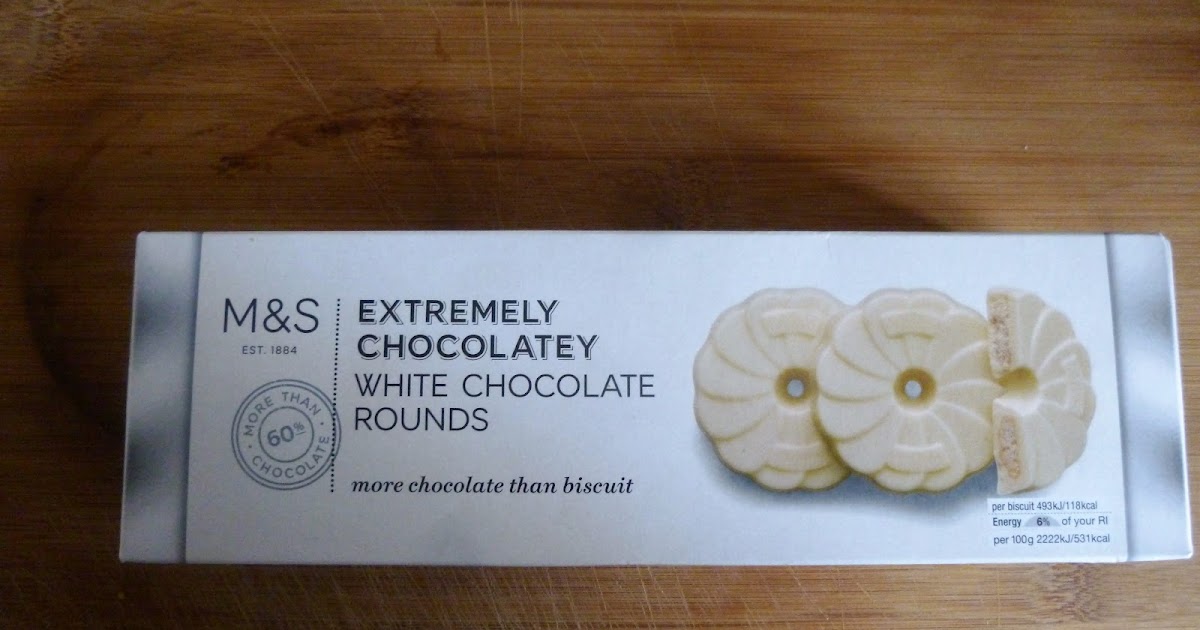 M&S
EST. 1884
MORE THAN
60%
CHOCOLATE
EXTREMELY
CHOCOLATEY
WHITE CHOCOLATE
ROUNDS
more chocolate than biscuit
per biscuit 493kJ/118kcal
Energy 6% of your RI
per 100g 2222kJ/531kcal